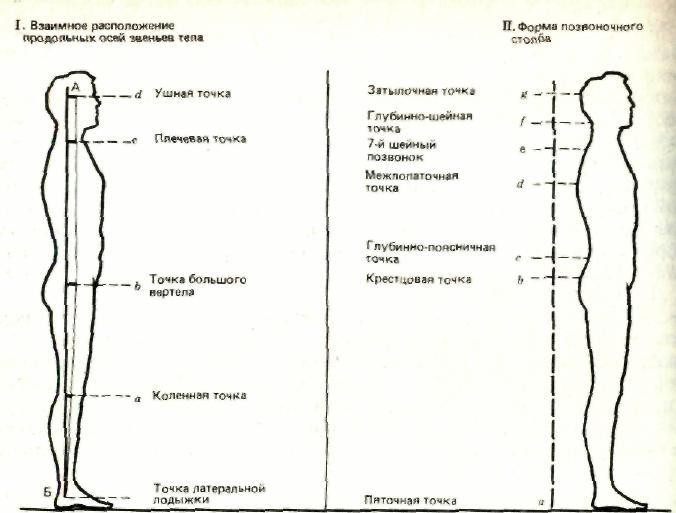 I. Взаимное расположение
продольных осей звеньев тела
А
d Ушная точка
c Плечевая точка
b Точка большого
вертела
a Коленная точка
Б
Точка латеральной
лодыжки
II. Форма позвоночного
столба
Затылочная точка g
Глубинно-шейная
точка f
7-й шейный
позвонок e
Межлопаточная
точка d
Глубинно-поясничная
точка c
Крестцовая точка b
Пяточная точка a